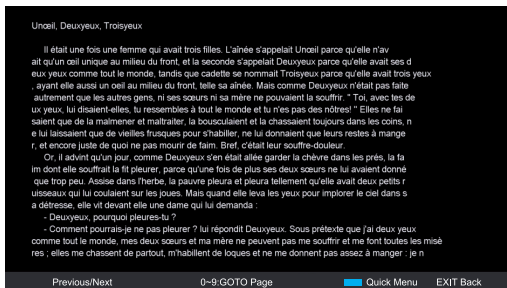 Unœil, Deuxyeux, Troisyeux
Il était une fois une femme qui avait trois filles. L'aînée s'appelait Unœil parce qu'elle n'av
ait qu'un œil unique au milieu du front, et la seconde s'appelait Deuxyeux parce qu'elle avait ses d
eux yeux comme tout le monde, tandis que cadette se nommait Troisyeux parce qu'elle avait trois yeux
, ayant elle aussi un oeil au milieu du front, telle sa aînée. Mais comme Deuxyeux n'était pas faite
autrement que les autres gens, ni ses sœurs ni sa mère ne pouvaient la souffrir. " Toi, avec tes de
ux yeux, lui disaient-elles, tu ressembles à tout le monde et tu n'es pas des nôtres! " Elles ne fai
saient que de la malmener et maltraiter, la bousculaient et la chassaient toujours dans les coins, n
e lui laissaient que de vieilles frusques pour s'habiller, ne lui donnaient que leurs restes à mange
r, et encore juste de quoi ne pas mourir de faim. Bref, c'était leur souffre-douleur.
Or, il advint qu'un jour, comme Deuxyeux s'en était allée garder la chèvre dans les prés, la fa
im dont elle souffrait la fit pleurer, parce qu'une fois de plus ses deux sœurs ne lui avaient donné
que trop peu. Assise dans l'herbe, la pauvre pleura et pleura tellement qu'elle avait deux petits r
uisseaux qui lui coulaient sur les joues. Mais quand elle leva les yeux pour implorer le ciel dans s
a détresse, elle vit devant elle une dame qui lui demanda :
- Deuxyeux, pourquoi pleures-tu ?
- Comment pourrais-je ne pas pleurer ? lui répondit Deuxyeux. Sous prétexte que j'ai deux yeux
comme tout le monde, mes deux sœurs et ma mère ne peuvent pas me souffrir et me font toutes les misè
res ; elles me chassent de partout, m'habillent de loques et ne me donnent pas assez à manger : je n
Previous/Next 0~9:GOTO Page Quick Menu EXIT Back